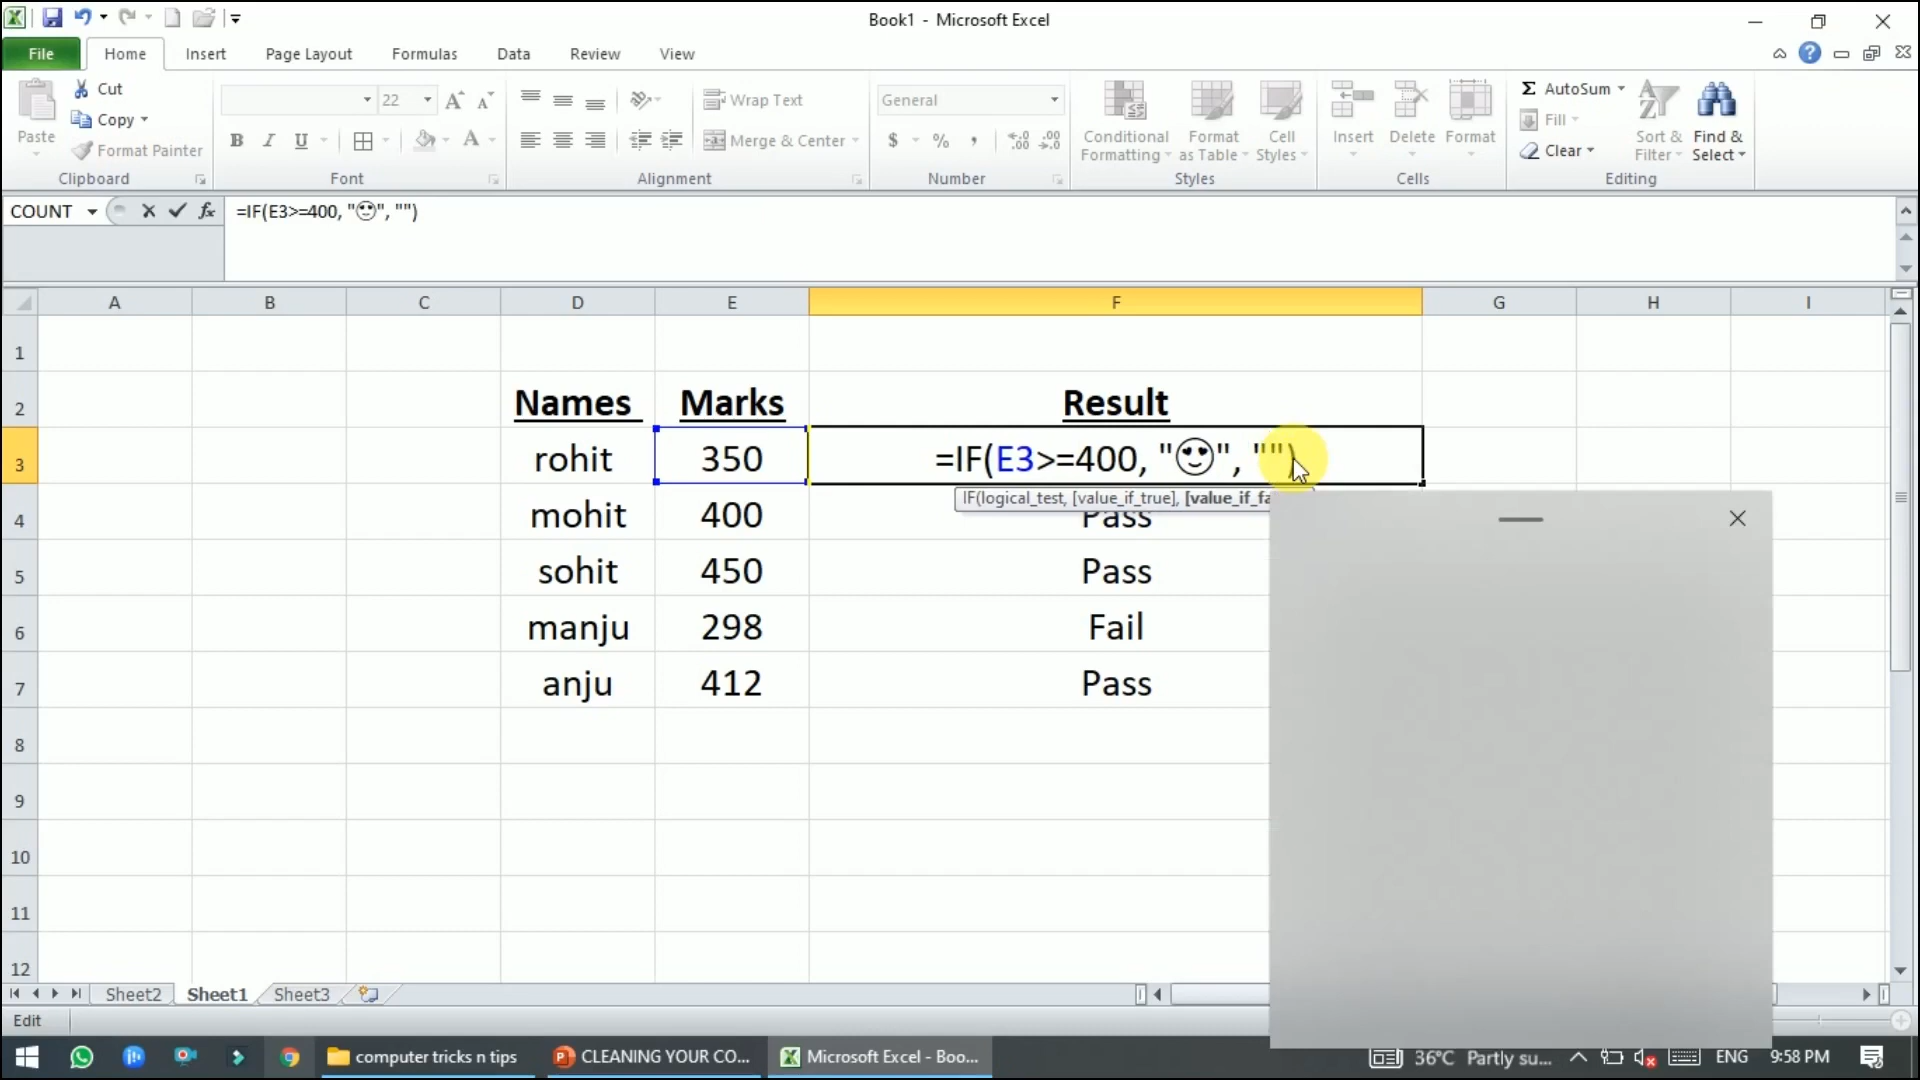 Book1 - Microsoft Excel
File Home Insert Page Layout Formulas Data Review View
Cut
Copy
Format Painter
Paste
22
B I U
Wrap Text
Merge & Center
General
$ % ,
Conditional Formatting
Format as Table
Cell Styles
Insert
Delete
Format
AutoSum
Fill
Clear
Sort & Filter
Find & Select
Clipboard Font Alignment Number Styles Cells Editing
COUNT fx =IF(E3>=400, "😍", "")
A B C D E F G H I
1
2 Names Marks Result
3 rohit 350 =IF(E3>=400, "😍", "")
IF(logical_test, [value_if_true], [value_if_fa
4 mohit 400 Pass
5 sohit 450 Pass
6 manju 298 Fail
7 anju 412 Pass
8
9
10
11
12
Sheet2 Sheet1 Sheet3
Edit
computer tricks n tips CLEANING YOUR CO... Microsoft Excel - Boo... 36°C Partly su... ENG 9:58 PM